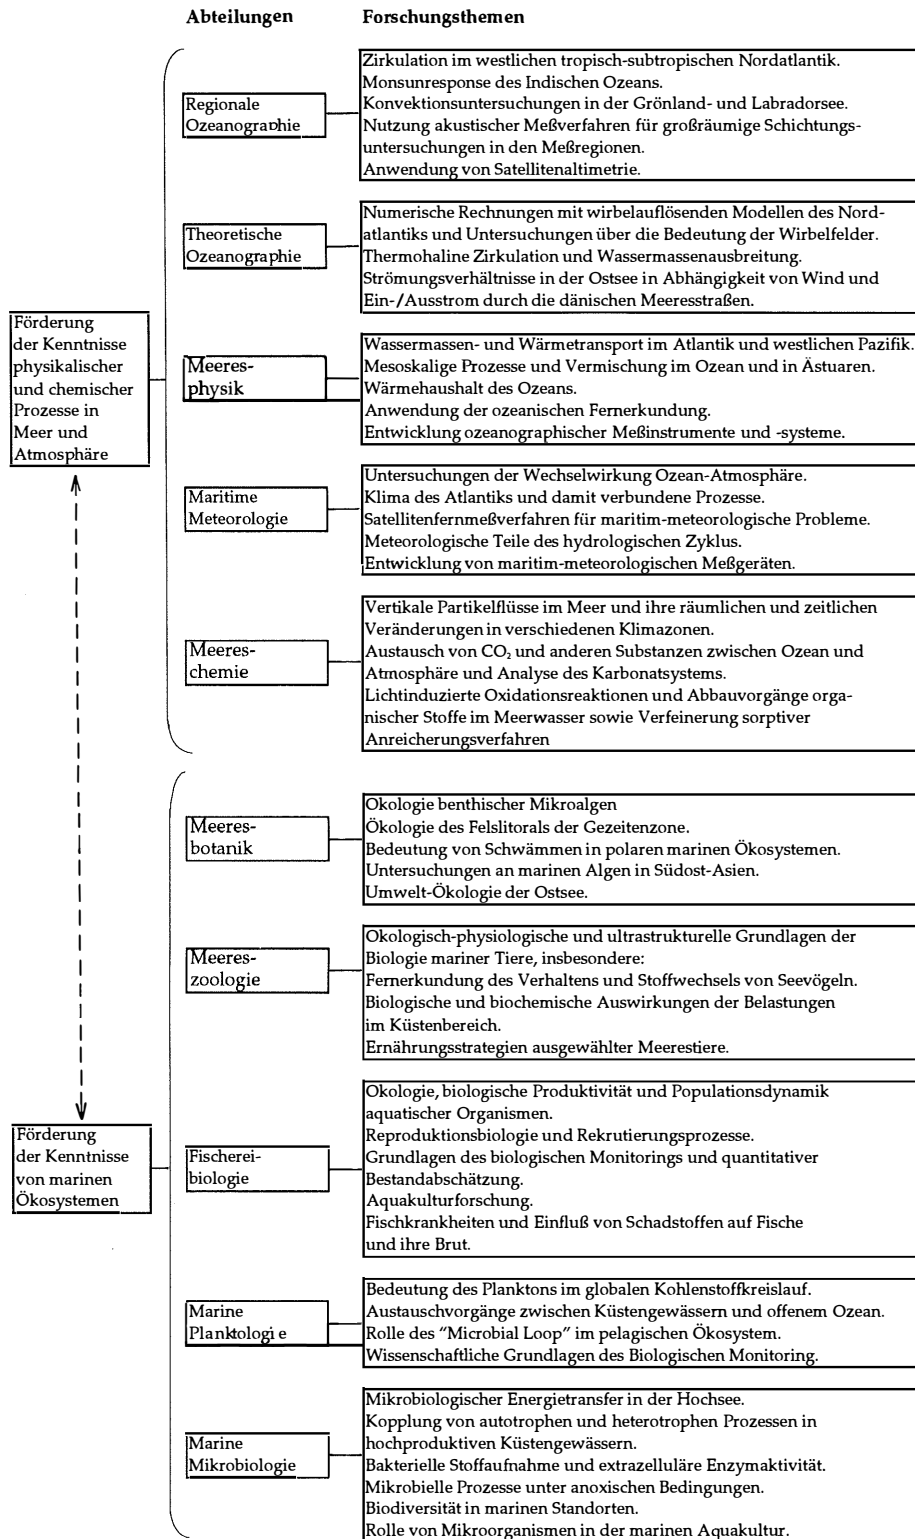 Abteilungen Forschungsthemen
Förderung
der Kenntnisse
physikalischer
und chemischer
Prozesse in
Meer und
Atmosphäre
Regionale
Ozeanographie
Zirkulation im westlichen tropisch-subtropischen Nordatlantik.
Monsunresponse des Indischen Ozeans.
Konvektionsuntersuchungen in der Grönland- und Labradorsee.
Nutzung akustischer Meßverfahren für großräumige Schichtungs-
untersuchungen in den Meßregionen.
Anwendung von Satellitenaltimetrie.
Theoretische
Ozeanographie
Numerische Rechnungen mit wirbelauflösenden Modellen des Nord-
atlantiks und Untersuchungen über die Bedeutung der Wirbelfelder.
Thermohaline Zirkulation und Wassermassenausbreitung.
Strömungsverhältnisse in der Ostsee in Abhängigkeit von Wind und
Ein-/Ausstrom durch die dänischen Meeresstraßen.
Meeres-
physik
Wassermassen- und Wärmetransport im Atlantik und westlichen Pazifik.
Mesoskalige Prozesse und Vermischung im Ozean und in Ästuaren.
Wärmehaushalt des Ozeans.
Anwendung der ozeanischen Fernerkundung.
Entwicklung ozeanographischer Meßinstrumente und -systeme.
Maritime
Meteorologie
Untersuchungen der Wechselwirkung Ozean-Atmosphäre.
Klima des Atlantiks und damit verbundene Prozesse.
Satellitenfernmeßverfahren für maritim-meteorologische Probleme.
Meteorologische Teile des hydrologischen Zyklus.
Entwicklung von maritim-meteorologischen Meßgeräten.
Meeres-
chemie
Vertikale Partikelflüsse im Meer und ihre räumlichen und zeitlichen
Veränderungen in verschiedenen Klimazonen.
Austausch von CO₂ und anderen Substanzen zwischen Ozean und
Atmosphäre und Analyse des Karbonatsystems.
Lichtinduzierte Oxidationsreaktionen und Abbauvorgänge orga-
nischer Stoffe im Meerwasser sowie Verfeinerung sorptiver
Anreicherungsverfahren
Förderung
der Kenntnisse
von marinen
Ökosystemen
Meeres-
botanik
Okologie benthischer Mikroalgen
Ökologie des Felslitorals der Gezeitenzone.
Bedeutung von Schwämmen in polaren marinen Ökosystemen.
Untersuchungen an marinen Algen in Südost-Asien.
Umwelt-Ökologie der Ostsee.
Meeres-
zoologie
Okologisch-physiologische und ultrastrukturelle Grundlagen der
Biologie mariner Tiere, insbesondere:
Fernerkundung des Verhaltens und Stoffwechsels von Seevögeln.
Biologische und biochemische Auswirkungen der Belastungen
im Küstenbereich.
Ernährungsstrategien ausgewählter Meerestiere.
Fischerei-
biologie
Okologie, biologische Produktivität und Populationsdynamik
aquatischer Organismen.
Reproduktionsbiologie und Rekrutierungsprozesse.
Grundlagen des biologischen Monitorings und quantitativer
Bestandabschätzung.
Aquakulturforschung.
Fischkrankheiten und Einfluß von Schadstoffen auf Fische
und ihre Brut.
Marine
Planktologie
Bedeutung des Planktons im globalen Kohlenstoffkreislauf.
Austauschvorgänge zwischen Küstengewässern und offenem Ozean.
Rolle des "Microbial Loop" im pelagischen Ökosystem.
Wissenschaftliche Grundlagen des Biologischen Monitoring.
Marine
Mikrobiologie
Mikrobiologischer Energietransfer in der Hochsee.
Kopplung von autotrophen und heterotrophen Prozessen in
hochproduktiven Küstengewässern.
Bakterielle Stoffaufnahme und extrazelluläre Enzymaktivität.
Mikrobielle Prozesse unter anoxischen Bedingungen.
Biodiversität in marinen Standorten.
Rolle von Mikroorganismen in der marinen Aquakultur.